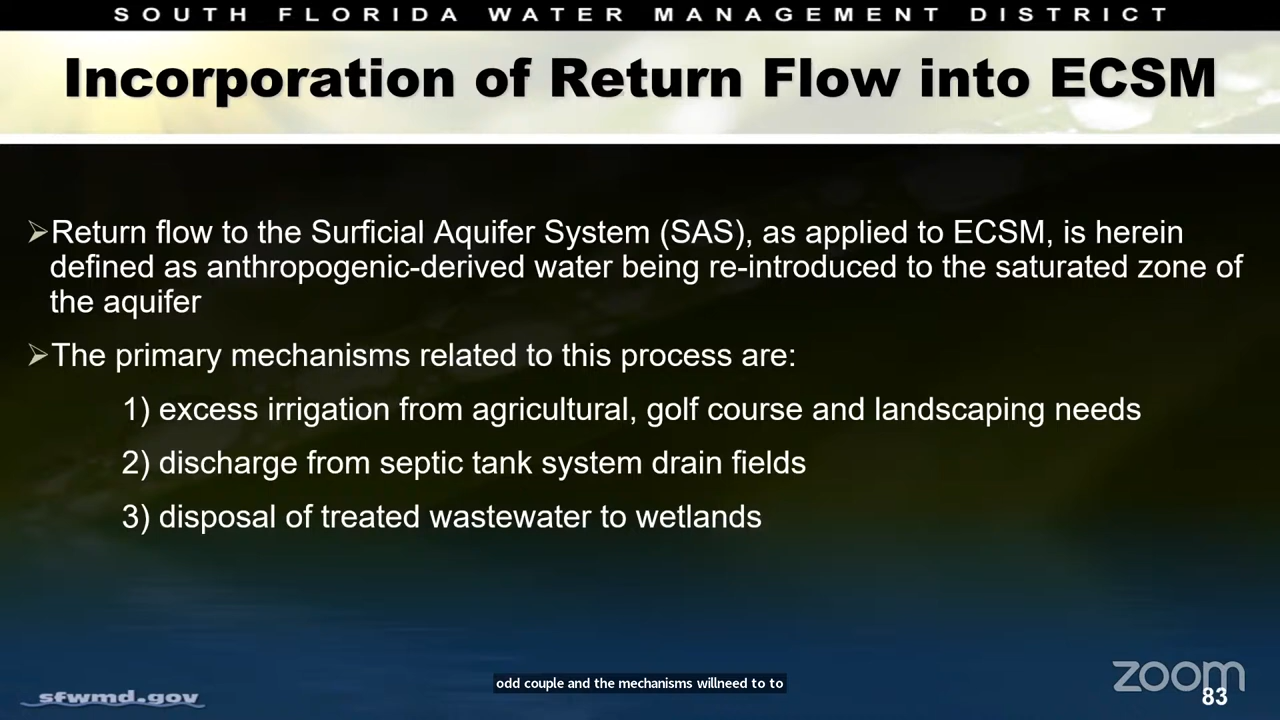 SOUTH FLORIDA WATER MANAGEMENT DISTRICT
Incorporation of Return Flow into ECSM
Return flow to the Surficial Aquifer System (SAS), as applied to ECSM, is herein
defined as anthropogenic-derived water being re-introduced to the saturated zone of
the aquifer
The primary mechanisms related to this process are:
1) excess irrigation from agricultural, golf course and landscaping needs
2) discharge from septic tank system drain fields
3) disposal of treated wastewater to wetlands
odd couple and the mechanisms willneed to to
sfwmd.gov
zoom
83